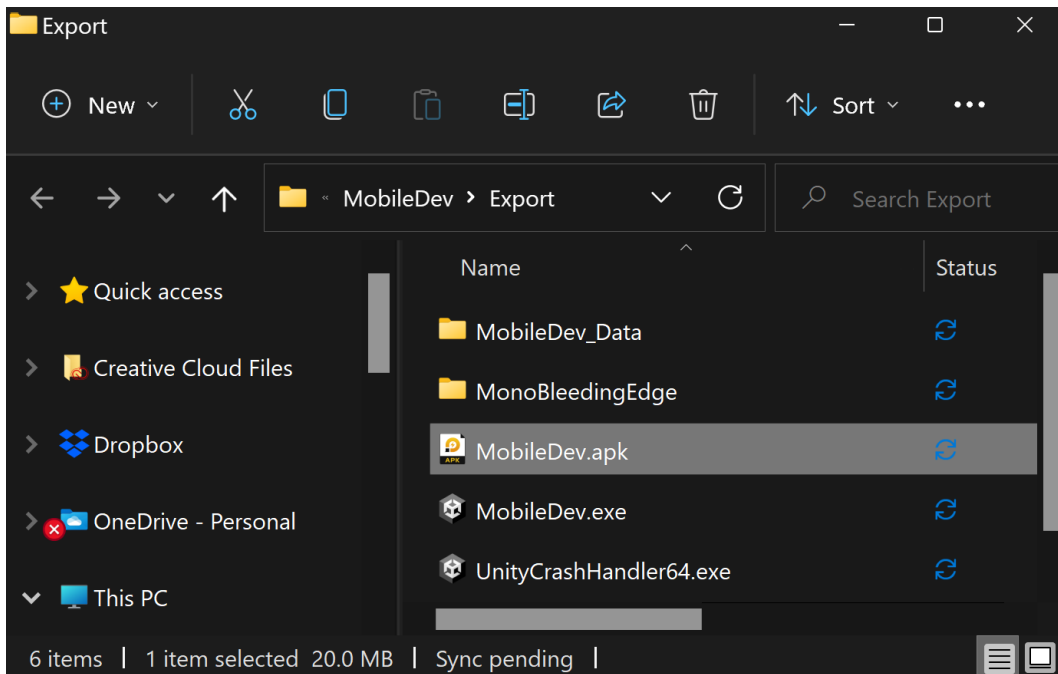 Export
New
Sort
« MobileDev > Export
Search Export
Name
Status
Quick access
Creative Cloud Files
Dropbox
OneDrive - Personal
This PC
MobileDev_Data
MonoBleedingEdge
APK
MobileDev.apk
MobileDev.exe
UnityCrashHandler64.exe
6 items | 1 item selected 20.0 MB | Sync pending |